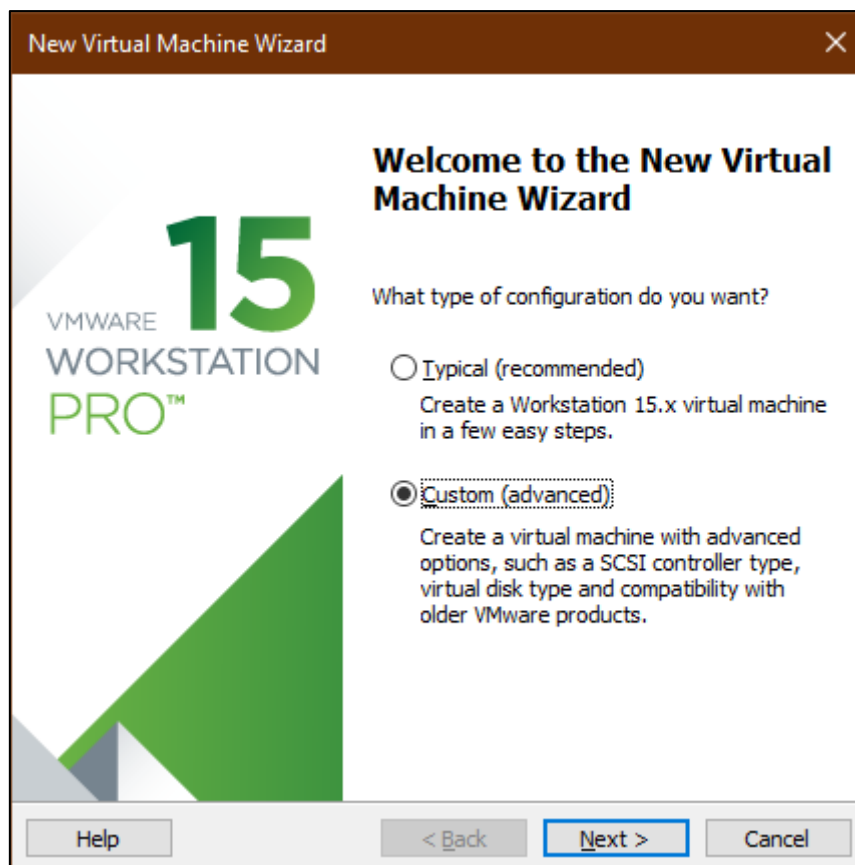 New Virtual Machine Wizard
VMWARE 15
WORKSTATION
PRO™
Welcome to the New Virtual
Machine Wizard
What type of configuration do you want?
Typical (recommended)
Create a Workstation 15.x virtual machine
in a few easy steps.
Custom (advanced)
Create a virtual machine with advanced
options, such as a SCSI controller type,
virtual disk type and compatibility with
older VMware products.
Help
< Back
Next >
Cancel